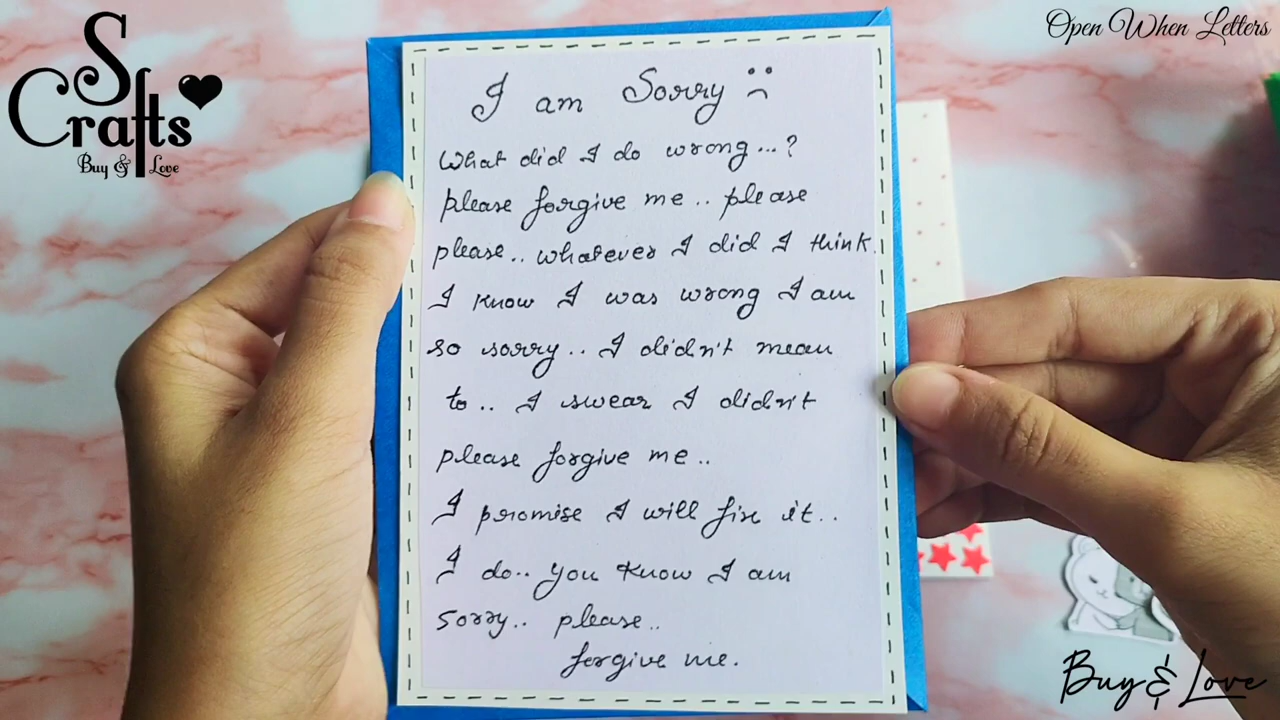 S
Crafts
Buy & Love
Open When Letters
I am Sorry
What did I do wrong...?
please forgive me.. please
please.. whatever I did I think.
I know I was wrong I am
so sorry.. I didn't mean
to.. I swear I didn't
please forgive me..
I promise I will fix it..
I do.. you know I am
sorry.. please..
forgive me.
Buy & Love